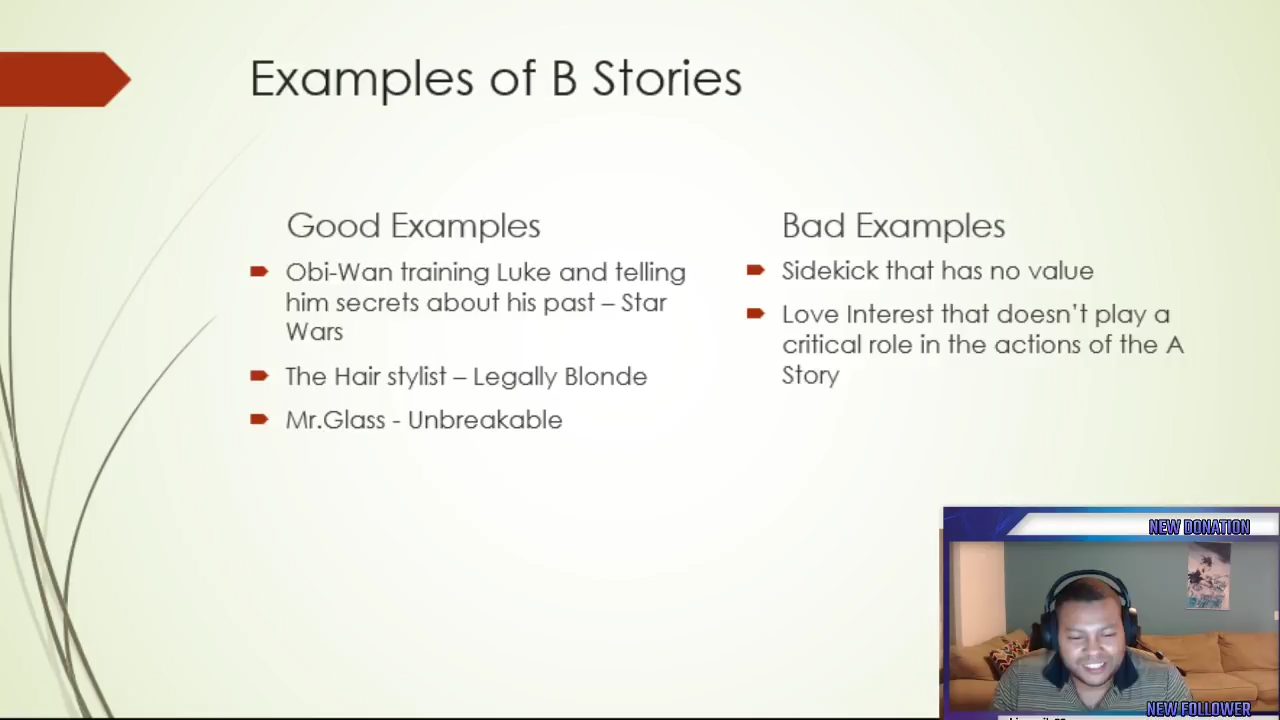 Examples of B Stories
Good Examples
Obi-Wan training Luke and telling
him secrets about his past – Star
Wars
The Hair stylist – Legally Blonde
Mr.Glass - Unbreakable
Bad Examples
Sidekick that has no value
Love Interest that doesn't play a
critical role in the actions of the A
Story
NEW DONATION
NEW FOLLOWER